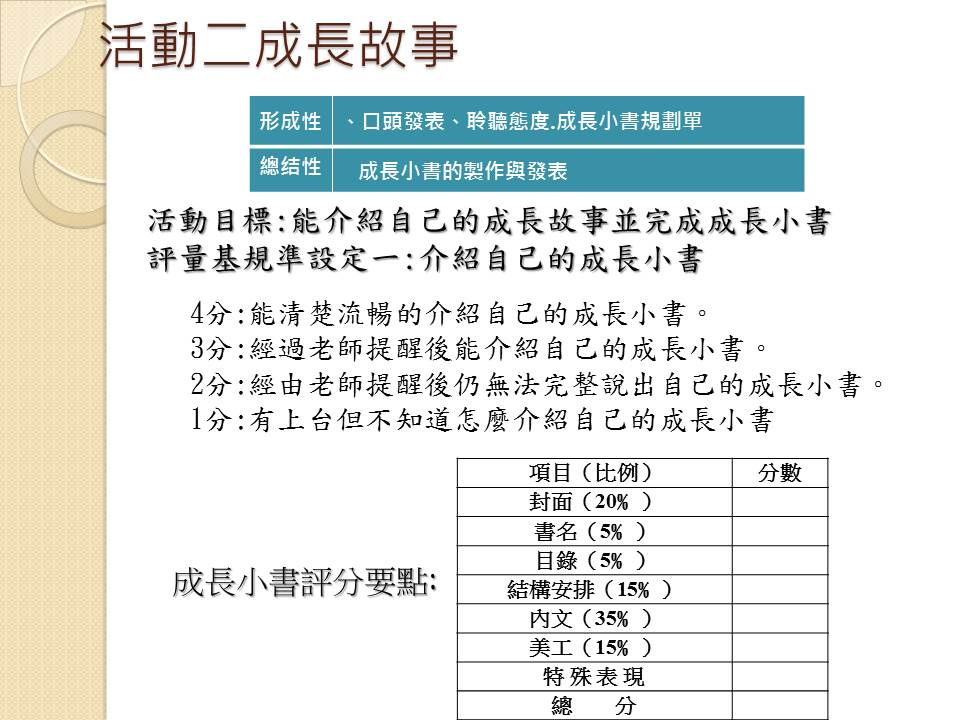 活動二成長故事
形成性 、口頭發表、聆聽態度.成長小書規劃單
總结性 成長小書的製作與發表
活動目標:能介紹自己的成長故事並完成成長小書
評量基規準設定一:介紹自己的成長小書
4分:能清楚流暢的介紹自己的成長小書。
3分:經過老師提醒後能介紹自己的成長小書。
2分:經由老師提醒後仍無法完整說出自己的成長小書。
1分:有上台但不知道怎麼介紹自己的成長小書
成長小書評分要點:
項目（比例） 分數
封面（20% ）
書名（5% ）
目錄（5% ）
結構安排（15% ）
內文（35% ）
美工（15% ）
特殊表現
總 分